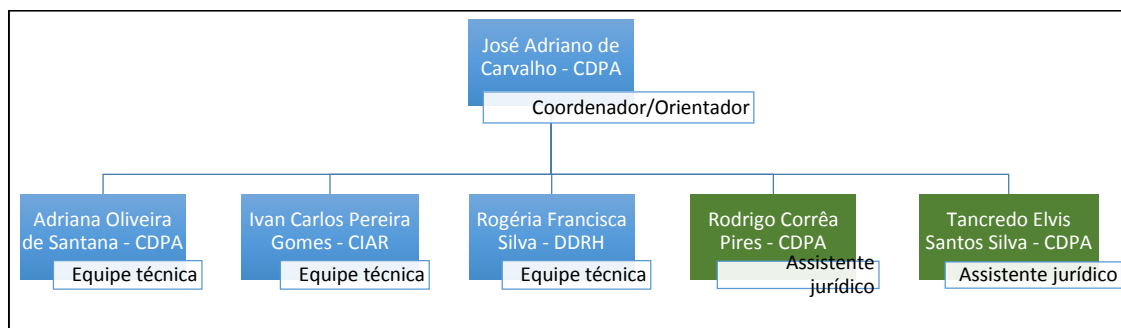 José Adriano de
Carvalho - CDPA
Coordenador/Orientador
Adriana Oliveira
de Santana - CDPA
Equipe técnica
Ivan Carlos Pereira
Gomes - CIAR
Equipe técnica
Rogéria Francisca
Silva - DDRH
Equipe técnica
Rodrigo Corrêa
Pires - CDPA
Assistente
jurídico
Tancredo Elvis
Santos Silva - CDPA
Assistente jurídico